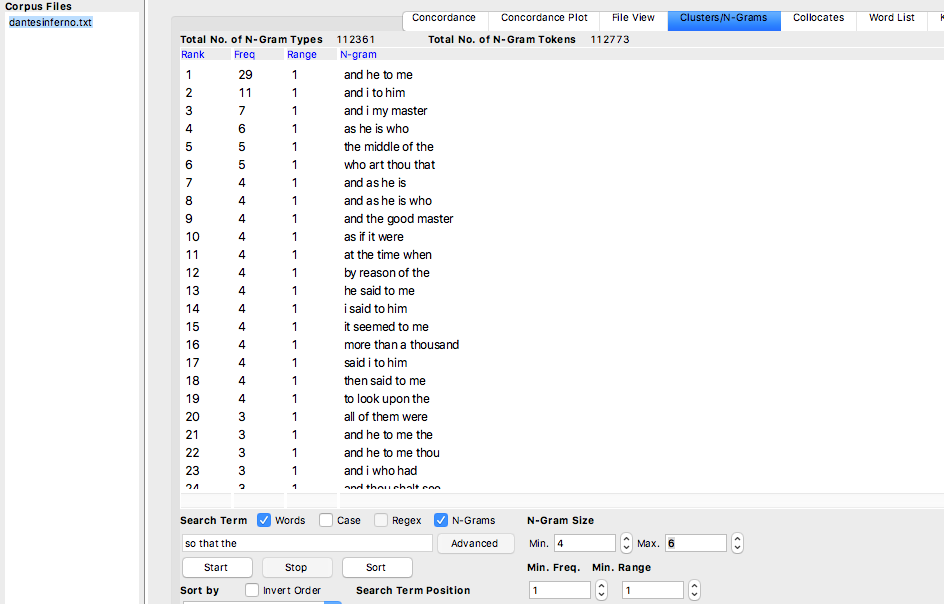 Corpus Files
dantesinferno.txt
Concordance Concordance Plot File View Clusters/N-Grams Collocates Word List
Total No. of N-Gram Types 112361 Total No. of N-Gram Tokens 112773
Rank Freq Range N-gram
1 29 1 and he to me
2 11 1 and i to him
3 7 1 and i my master
4 6 1 as he is who
5 5 1 the middle of the
6 5 1 who art thou that
7 4 1 and as he is
8 4 1 and as he is who
9 4 1 and the good master
10 4 1 as if it were
11 4 1 at the time when
12 4 1 by reason of the
13 4 1 he said to me
14 4 1 i said to him
15 4 1 it seemed to me
16 4 1 more than a thousand
17 4 1 said i to him
18 4 1 then said to me
19 4 1 to look upon the
20 3 1 all of them were
21 3 1 and he to me the
22 3 1 and he to me thou
23 3 1 and i who had
24 3 1 and thou shalt see
Search Term Words Case Regex N-Grams N-Gram Size
so that the Advanced Min. 4 Max. 6
Start Stop Sort Min. Freq. Min. Range
Sort by Invert Order Search Term Position 1 1